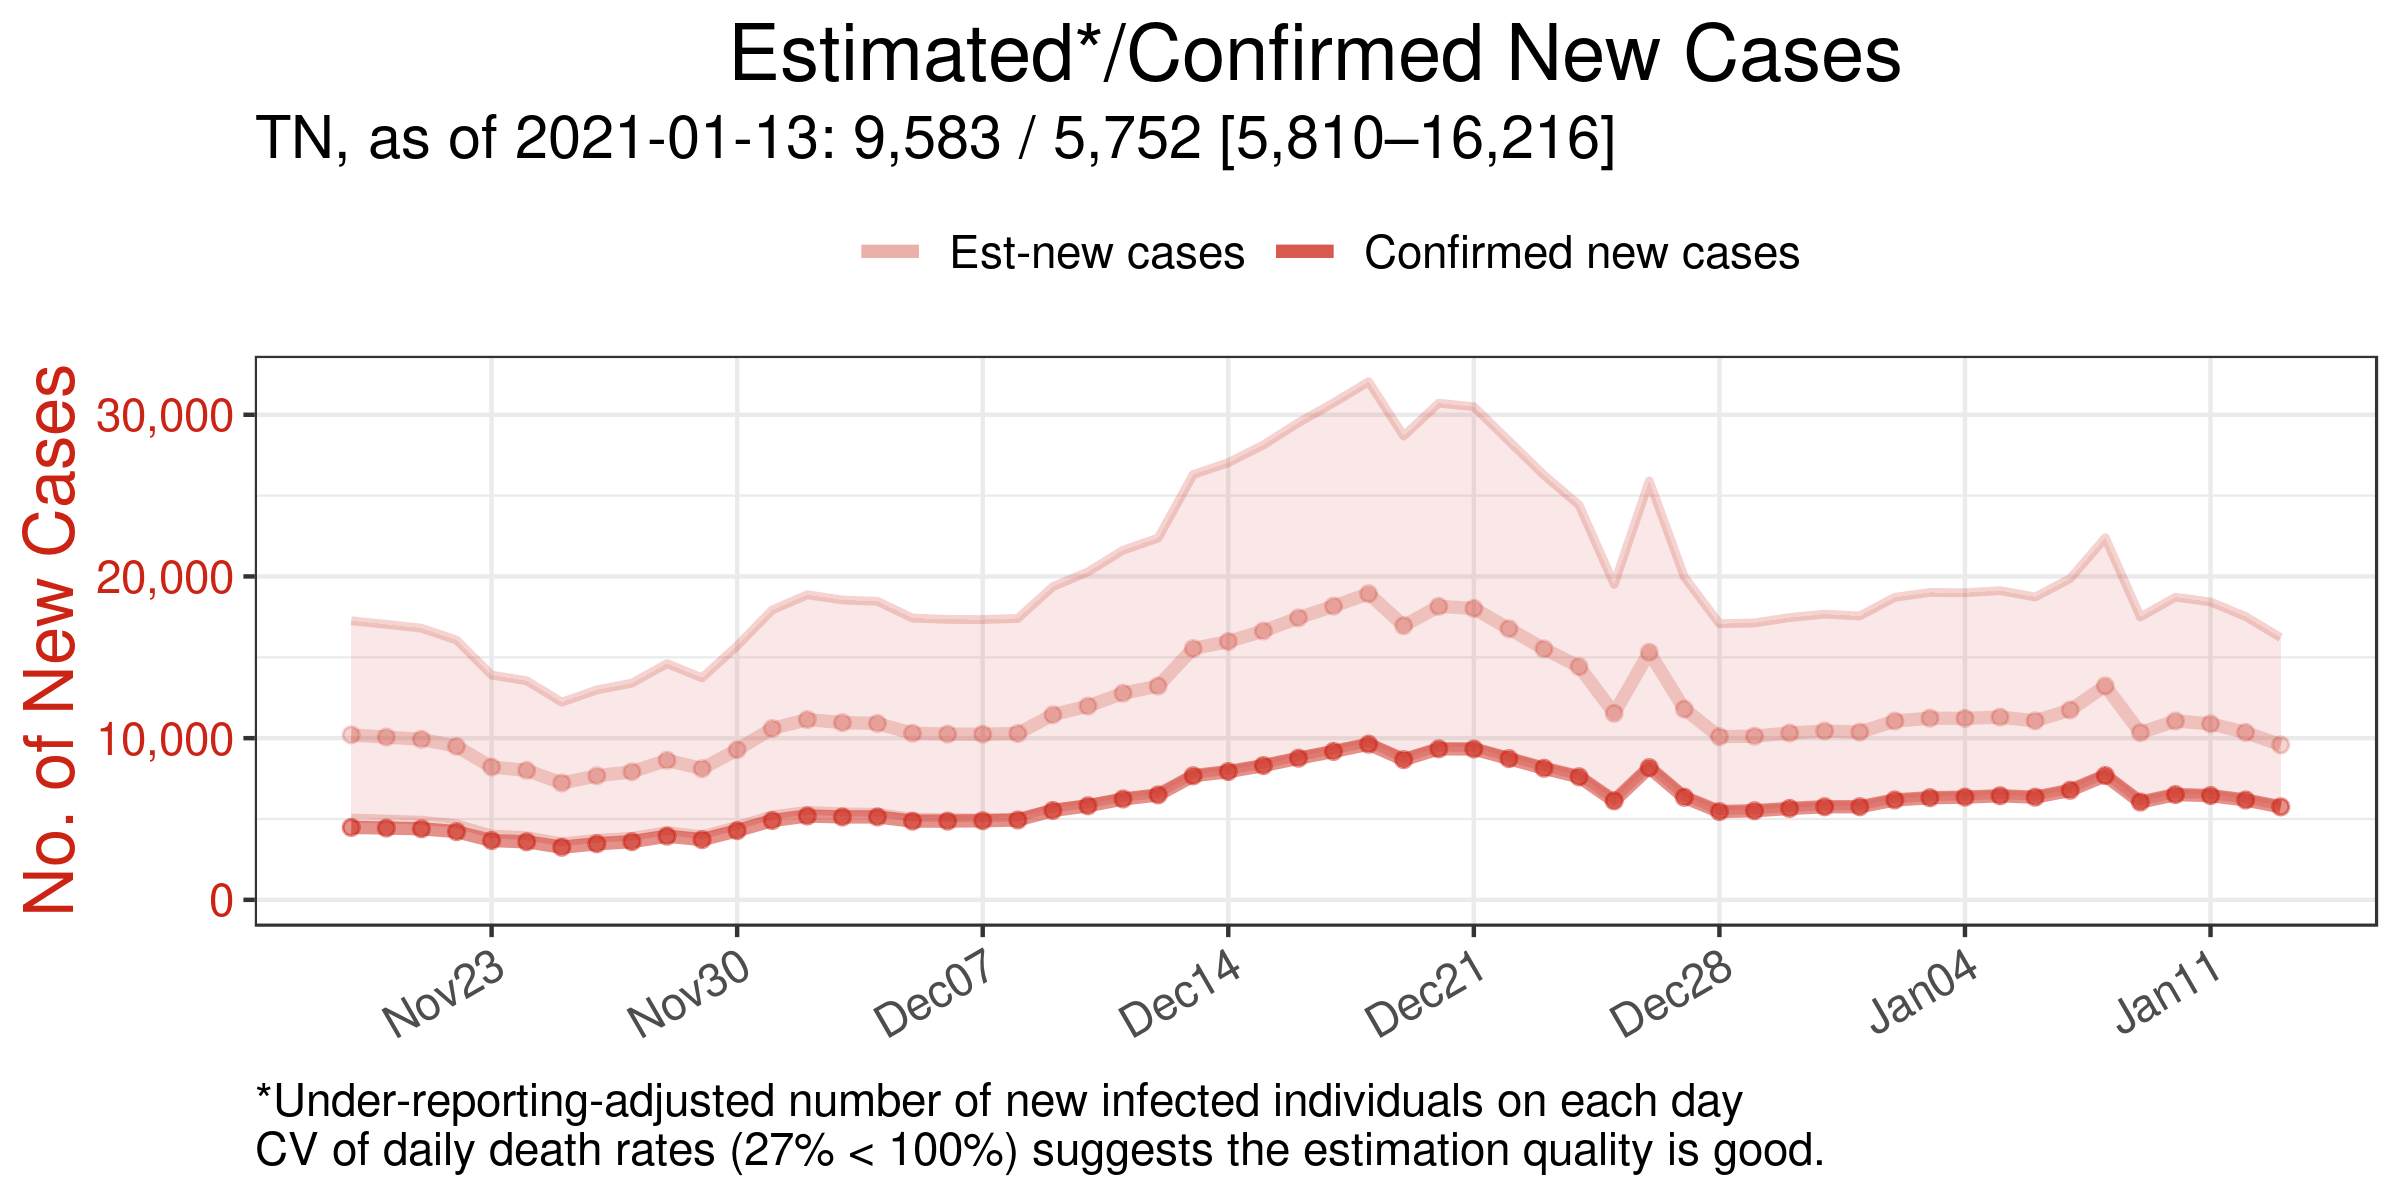 Estimated*/Confirmed New Cases
TN, as of 2021-01-13: 9,583 / 5,752 [5,810–16,216]
Est-new cases
Confirmed new cases
No. of New Cases
30,000
20,000
10,000
0
Nov23
Nov30
Dec07
Dec14
Dec21
Dec28
Jan04
Jan11
*Under-reporting-adjusted number of new infected individuals on each day
CV of daily death rates (27% < 100%) suggests the estimation quality is good.